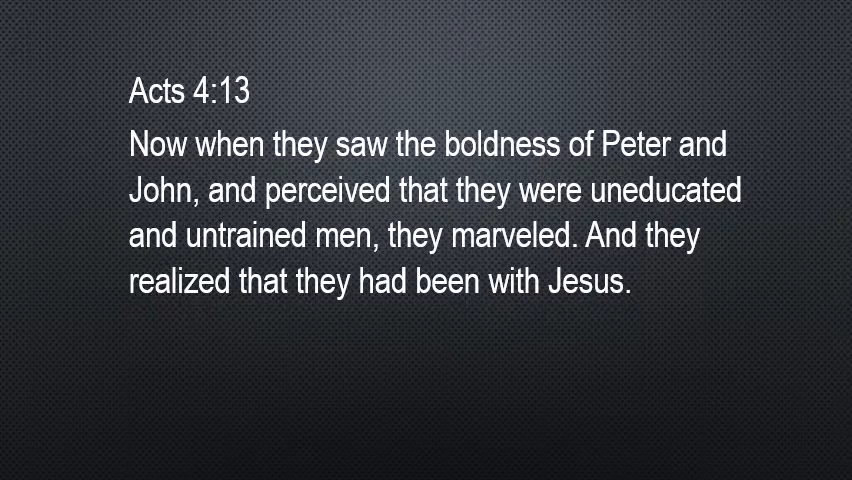 Acts 4:13
Now when they saw the boldness of Peter and
John, and perceived that they were uneducated
and untrained men, they marveled. And they
realized that they had been with Jesus.